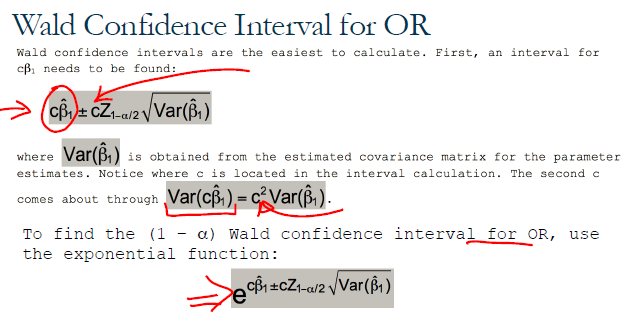 Wald Confidence Interval for OR
Wald confidence intervals are the easiest to calculate. First, an interval for
cβ₁ needs to be found:
cβ̂₁ ± cZ₁₋α/₂ √Var(β̂₁)
where Var(β̂₁) is obtained from the estimated covariance matrix for the parameter
estimates. Notice where c is located in the interval calculation. The second c
comes about through Var(cβ̂₁) = c²Var(β̂₁).
To find the (1 - α) Wald confidence interval for OR, use
the exponential function:
e^cβ̂₁±cZ₁₋α/₂ √Var(β̂₁)